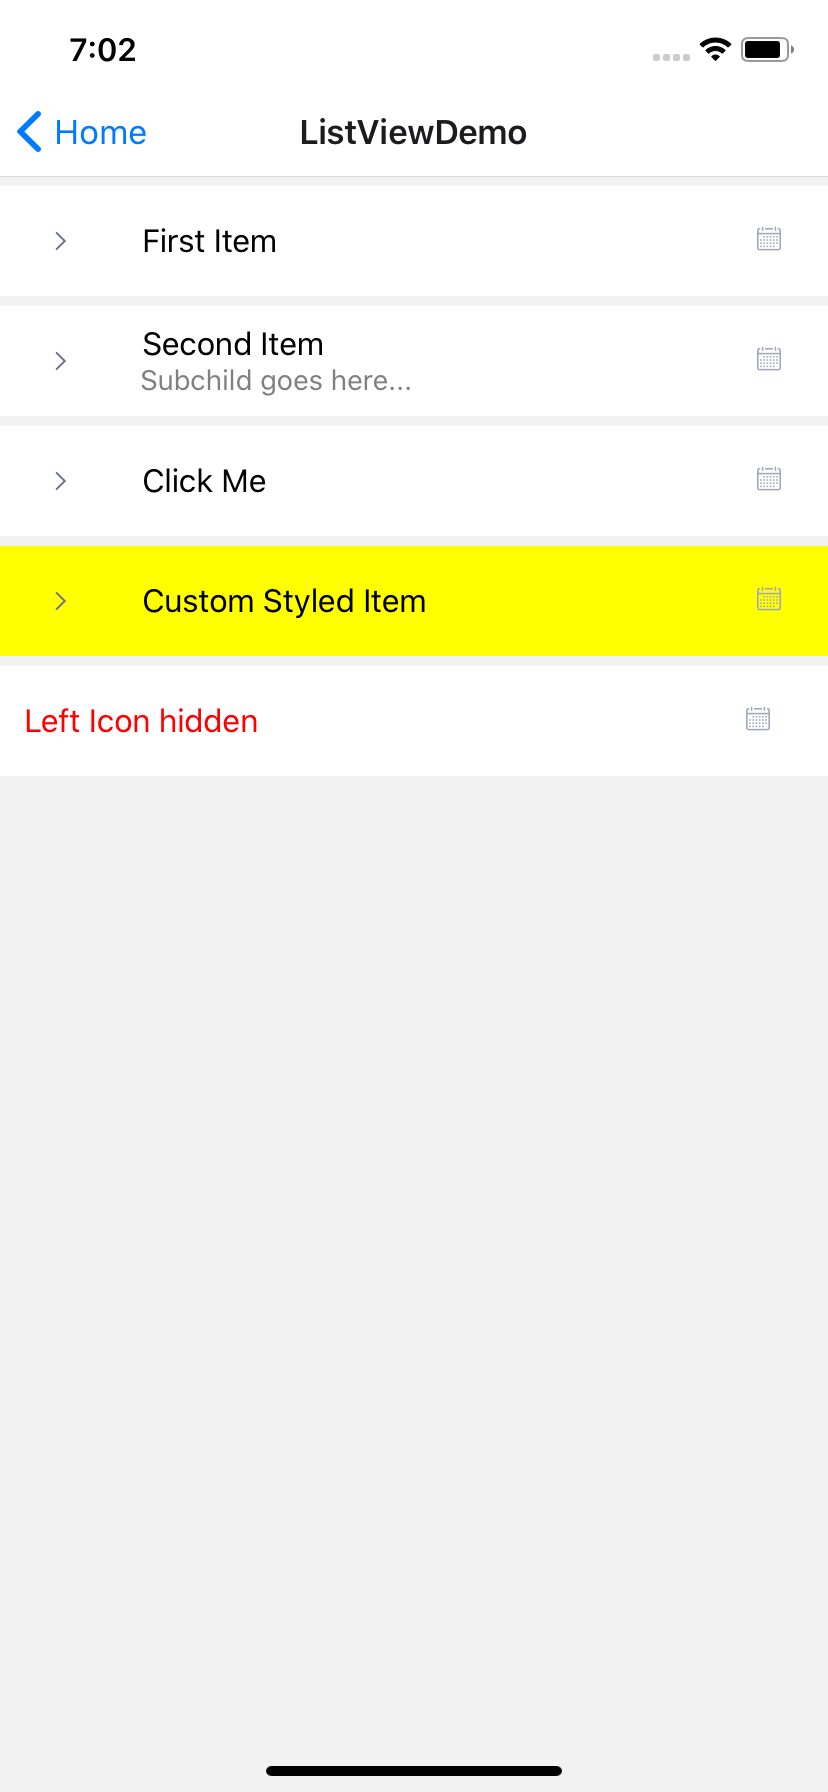 7:02
Home
ListViewDemo
First Item
Second Item
Subchild goes here...
Click Me
Custom Styled Item
Left Icon hidden